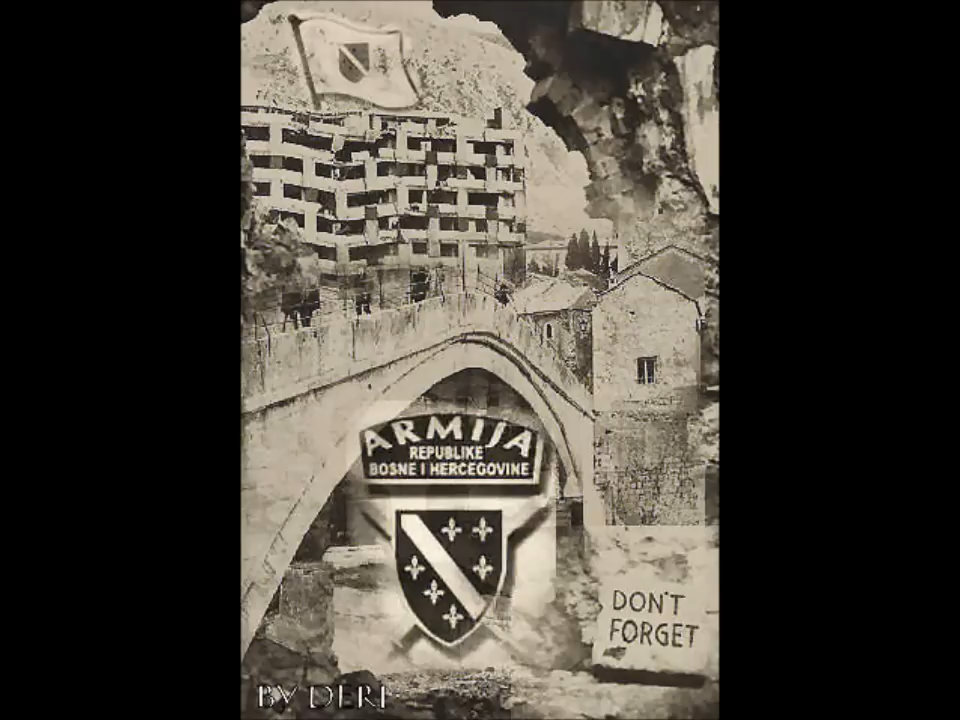 ARMIJA
REPUBLIKE
BOSNE I HERCEGOVINE
DON'T
FORGET
BY DERI